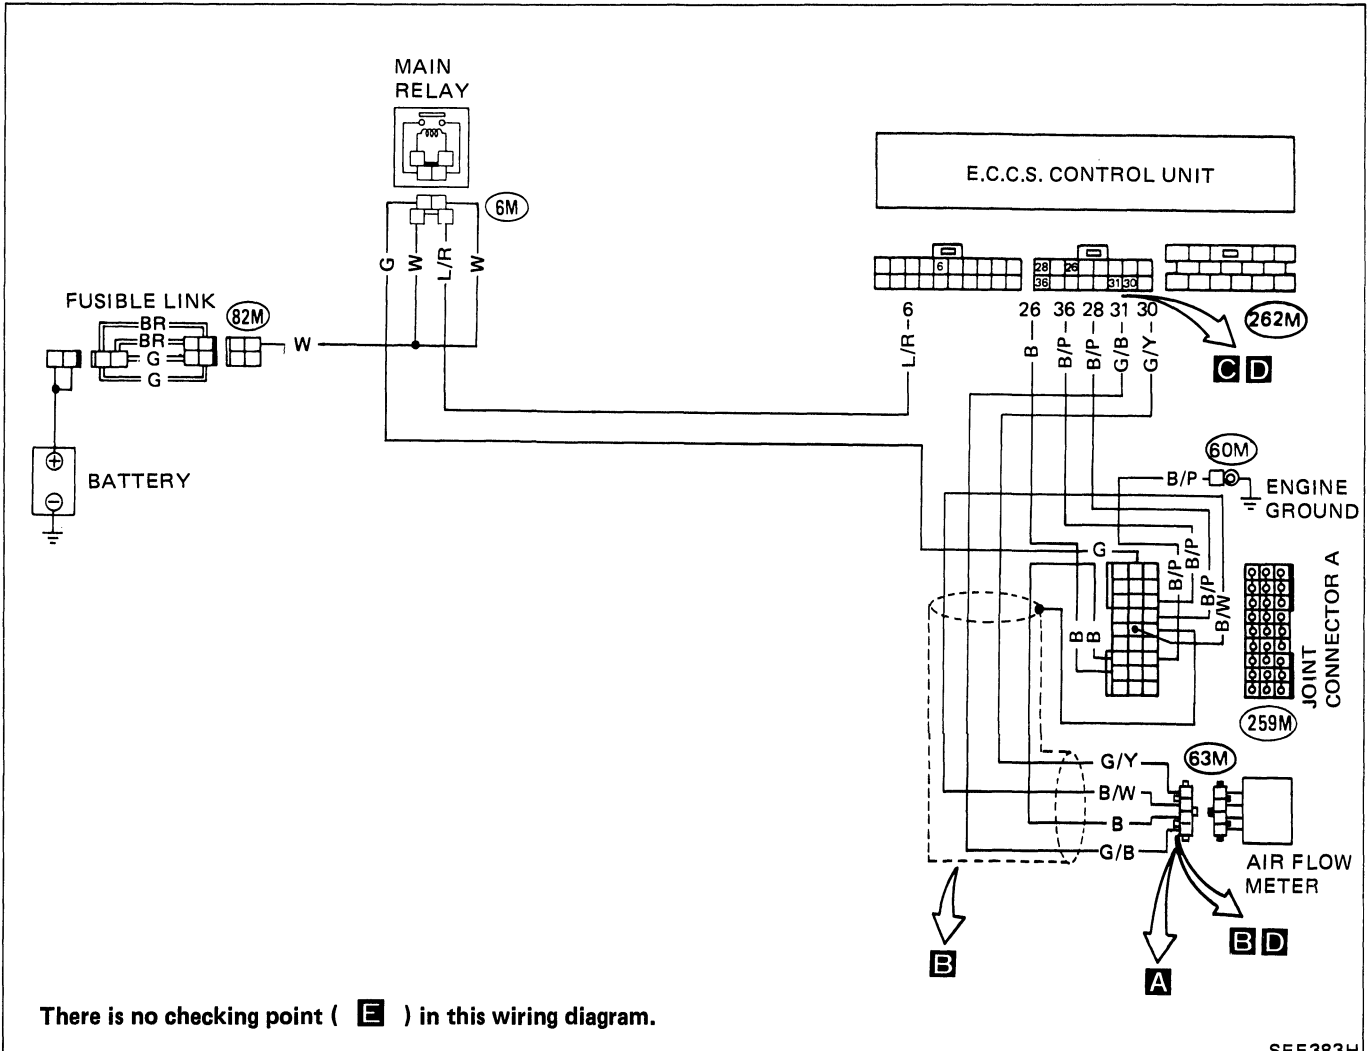 MAIN
RELAY
6M
G
W
L/R
W
FUSIBLE LINK
82M
BR
BR
G
G
W
BATTERY
E.C.C.S. CONTROL UNIT
6
28 26
36 31 30
6 26 36 28 31 30
262M
L/R
B
B/P
B/P
G/B
G/Y
C D
60M
B/P
ENGINE
GROUND
G
B/P
B/P
B/P
B/W
B
B
JOINT
CONNECTOR A
259M
63M
G/Y
B/W
B
G/B
AIR FLOW
METER
B
A
B D
There is no checking point ( E ) in this wiring diagram.
SEF383H